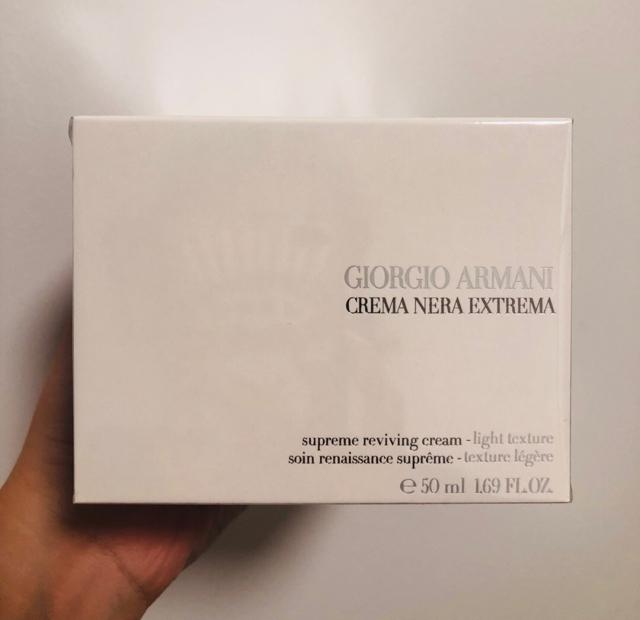 GIORGIO ARMANI
CREMA NERA EXTREMA
supreme reviving cream - light texture
soin renaissance suprême - texture légère
℮ 50 ml 1.69 FL.OZ.